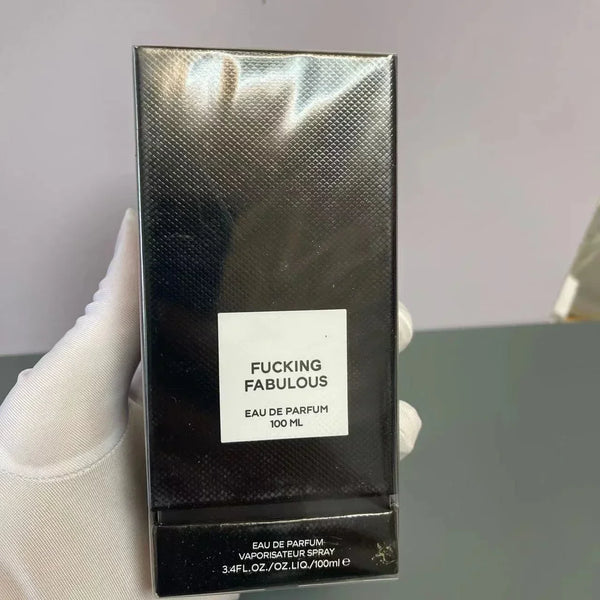 FUCKING
FABULOUS
EAU DE PARFUM
100 ML
EAU DE PARFUM
VAPORISATEUR SPRAY
3.4FL.OZ./OZ.LIQ./100ml ℮